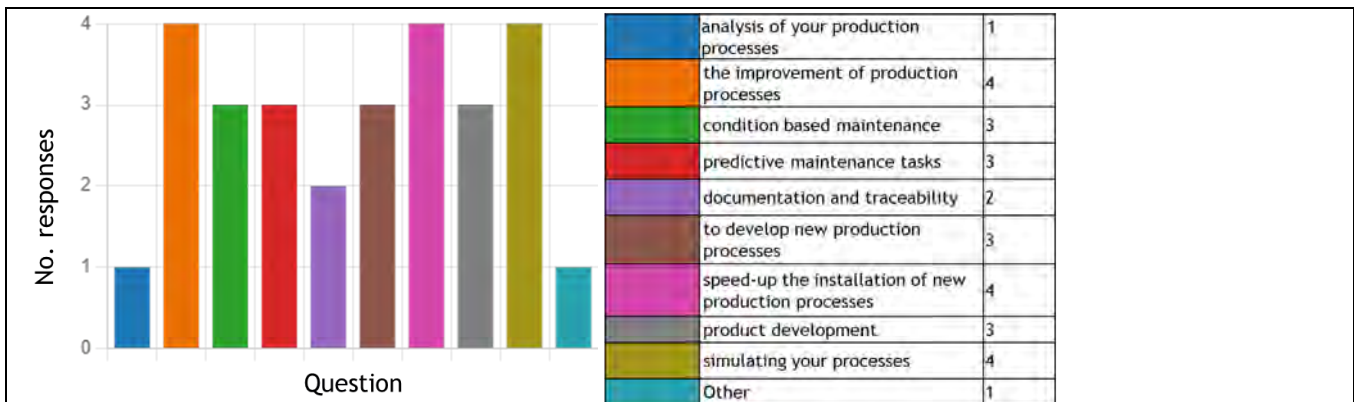 4
3
2
1
0
No. responses
Question
analysis of your production
processes
1
the improvement of production
processes
4
condition based maintenance
3
predictive maintenance tasks
3
documentation and traceability
2
to develop new production
processes
3
speed-up the installation of new
production processes
4
product development
3
simulating your processes
4
Other
1